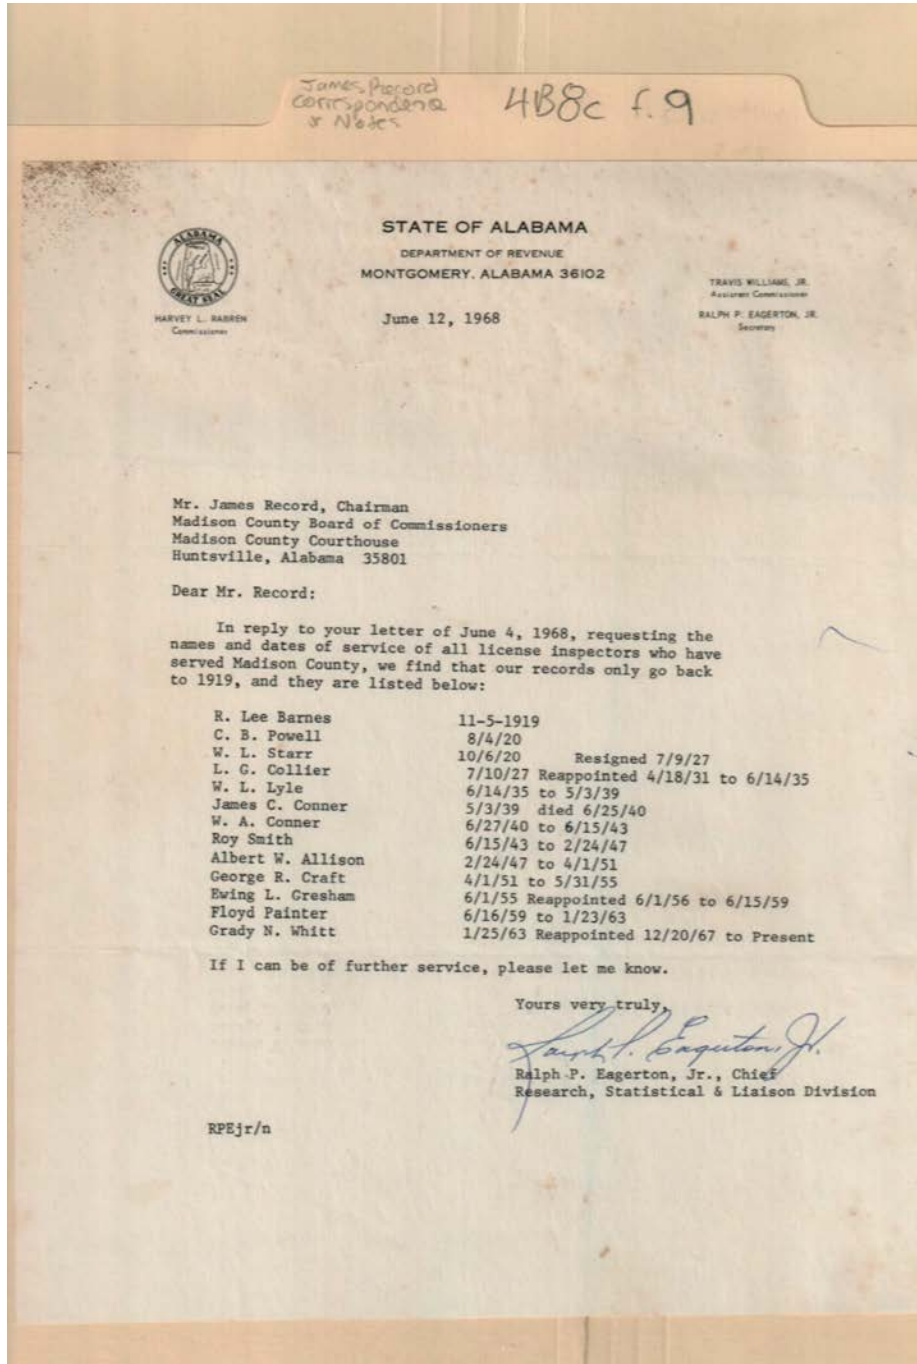 James Record
Correspondence
& Notes
4B8c f.9
ALABAMA
GREAT SEAL
HARVEY L. RABREN
Commissioner
STATE OF ALABAMA
DEPARTMENT OF REVENUE
MONTGOMERY, ALABAMA 36102
June 12, 1968
TRAVIS WILLIAMS, JR.
Assistant Commissioner
RALPH P. EAGERTON, JR.
Secretary
Mr. James Record, Chairman
Madison County Board of Commissioners
Madison County Courthouse
Huntsville, Alabama 35801
Dear Mr. Record:
In reply to your letter of June 4, 1968, requesting the
names and dates of service of all license inspectors who have
served Madison County, we find that our records only go back
to 1919, and they are listed below:
R. Lee Barnes 11-5-1919
C. B. Powell 8/4/20
W. L. Starr 10/6/20 Resigned 7/9/27
L. G. Collier 7/10/27 Reappointed 4/18/31 to 6/14/35
W. L. Lyle 6/14/35 to 5/3/39
James C. Conner 5/3/39 died 6/25/40
W. A. Conner 6/27/40 to 6/15/43
Roy Smith 6/15/43 to 2/24/47
Albert W. Allison 2/24/47 to 4/1/51
George R. Craft 4/1/51 to 5/31/55
Ewing L. Gresham 6/1/55 Reappointed 6/1/56 to 6/15/59
Floyd Painter 6/16/59 to 1/23/63
Grady N. Whitt 1/25/63 Reappointed 12/20/67 to Present
If I can be of further service, please let me know.
Yours very truly,
Ralph P. Eagerton, Jr.
Ralph P. Eagerton, Jr., Chief
Research, Statistical & Liaison Division
RPEjr/n